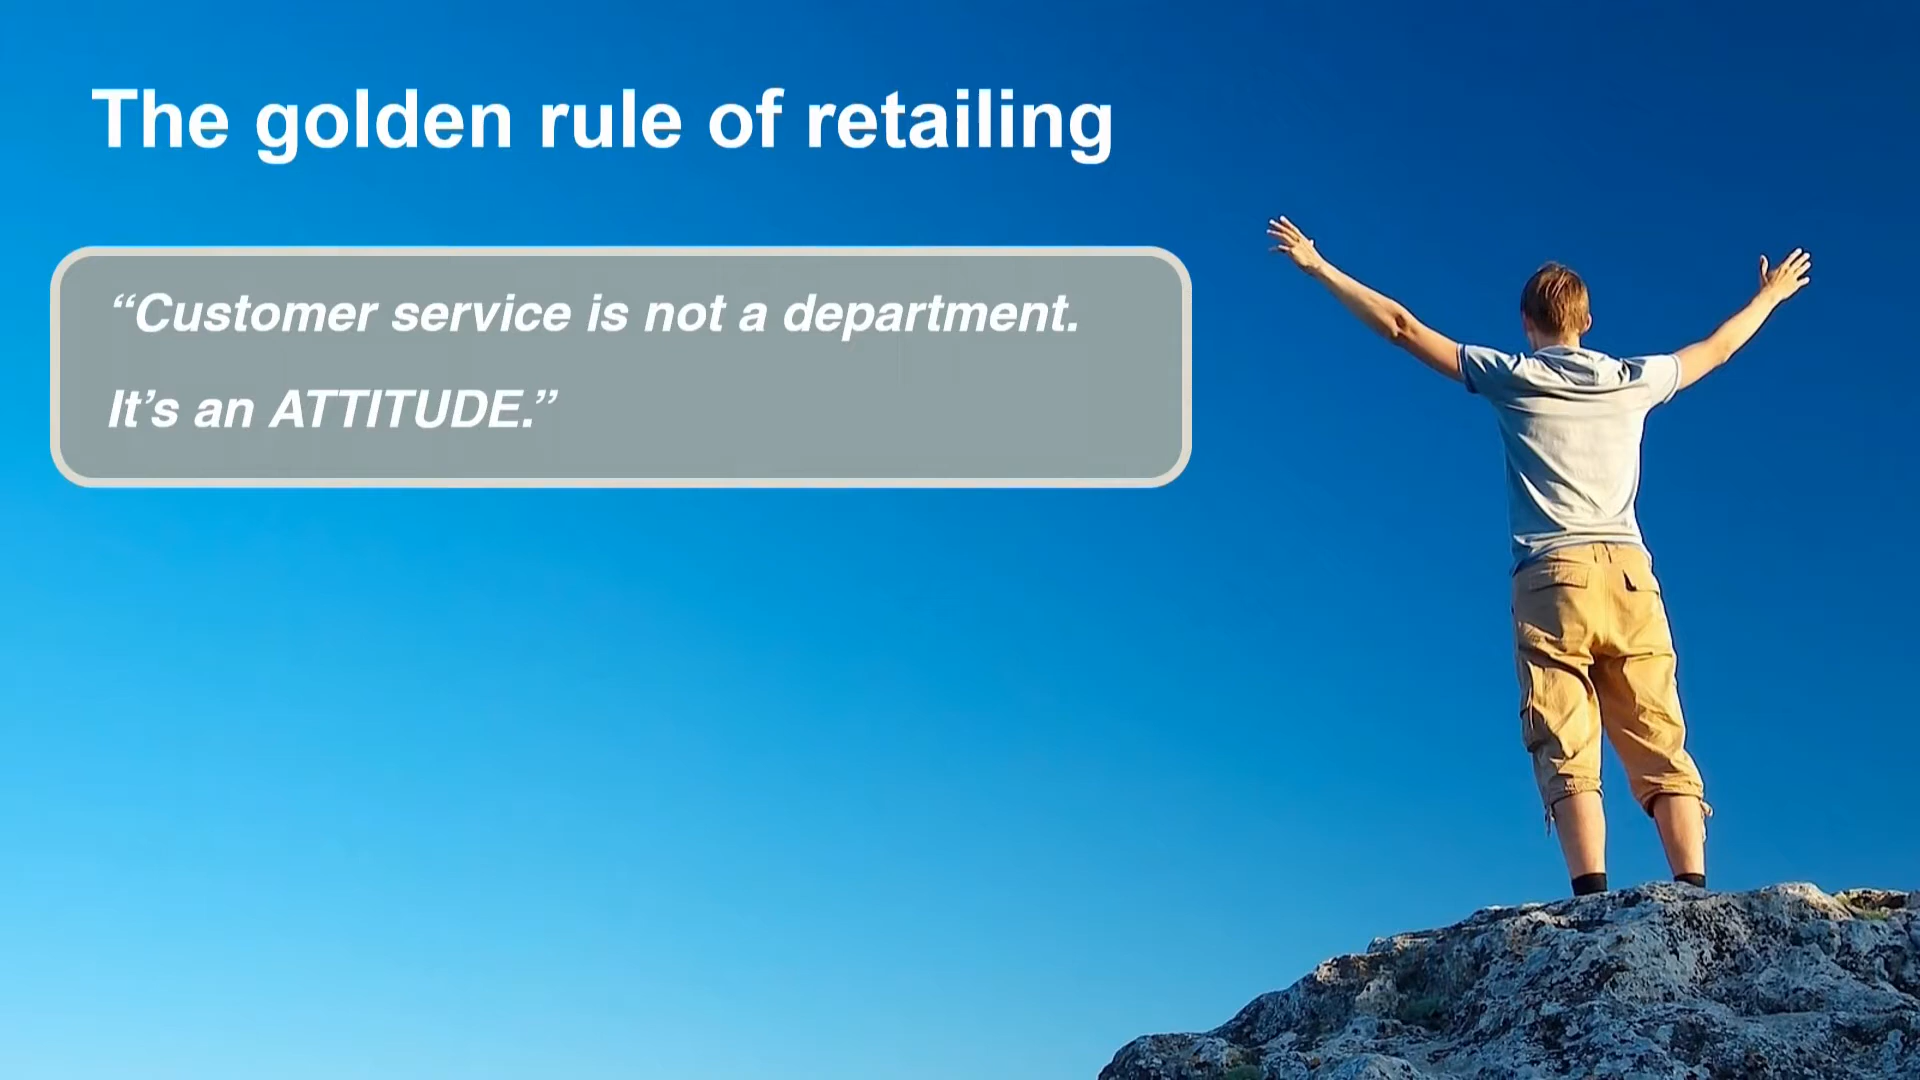 The golden rule of retailing
“Customer service is not a department.
It’s an ATTITUDE.”